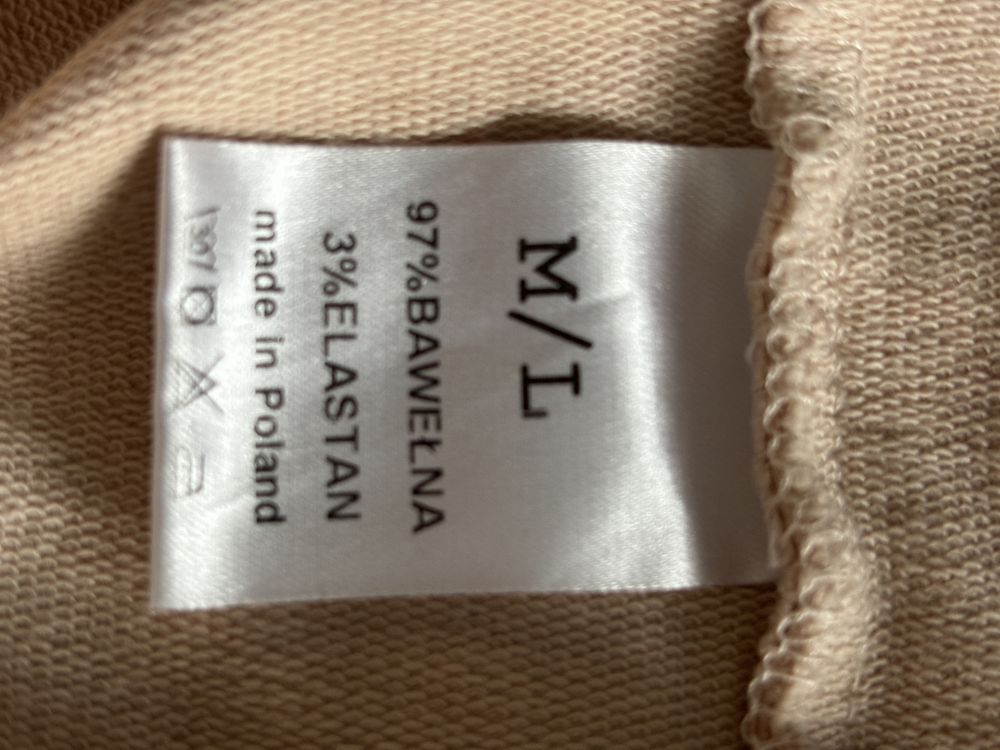 M/L
97%BAWEŁNA
3%ELASTAN
made in Poland